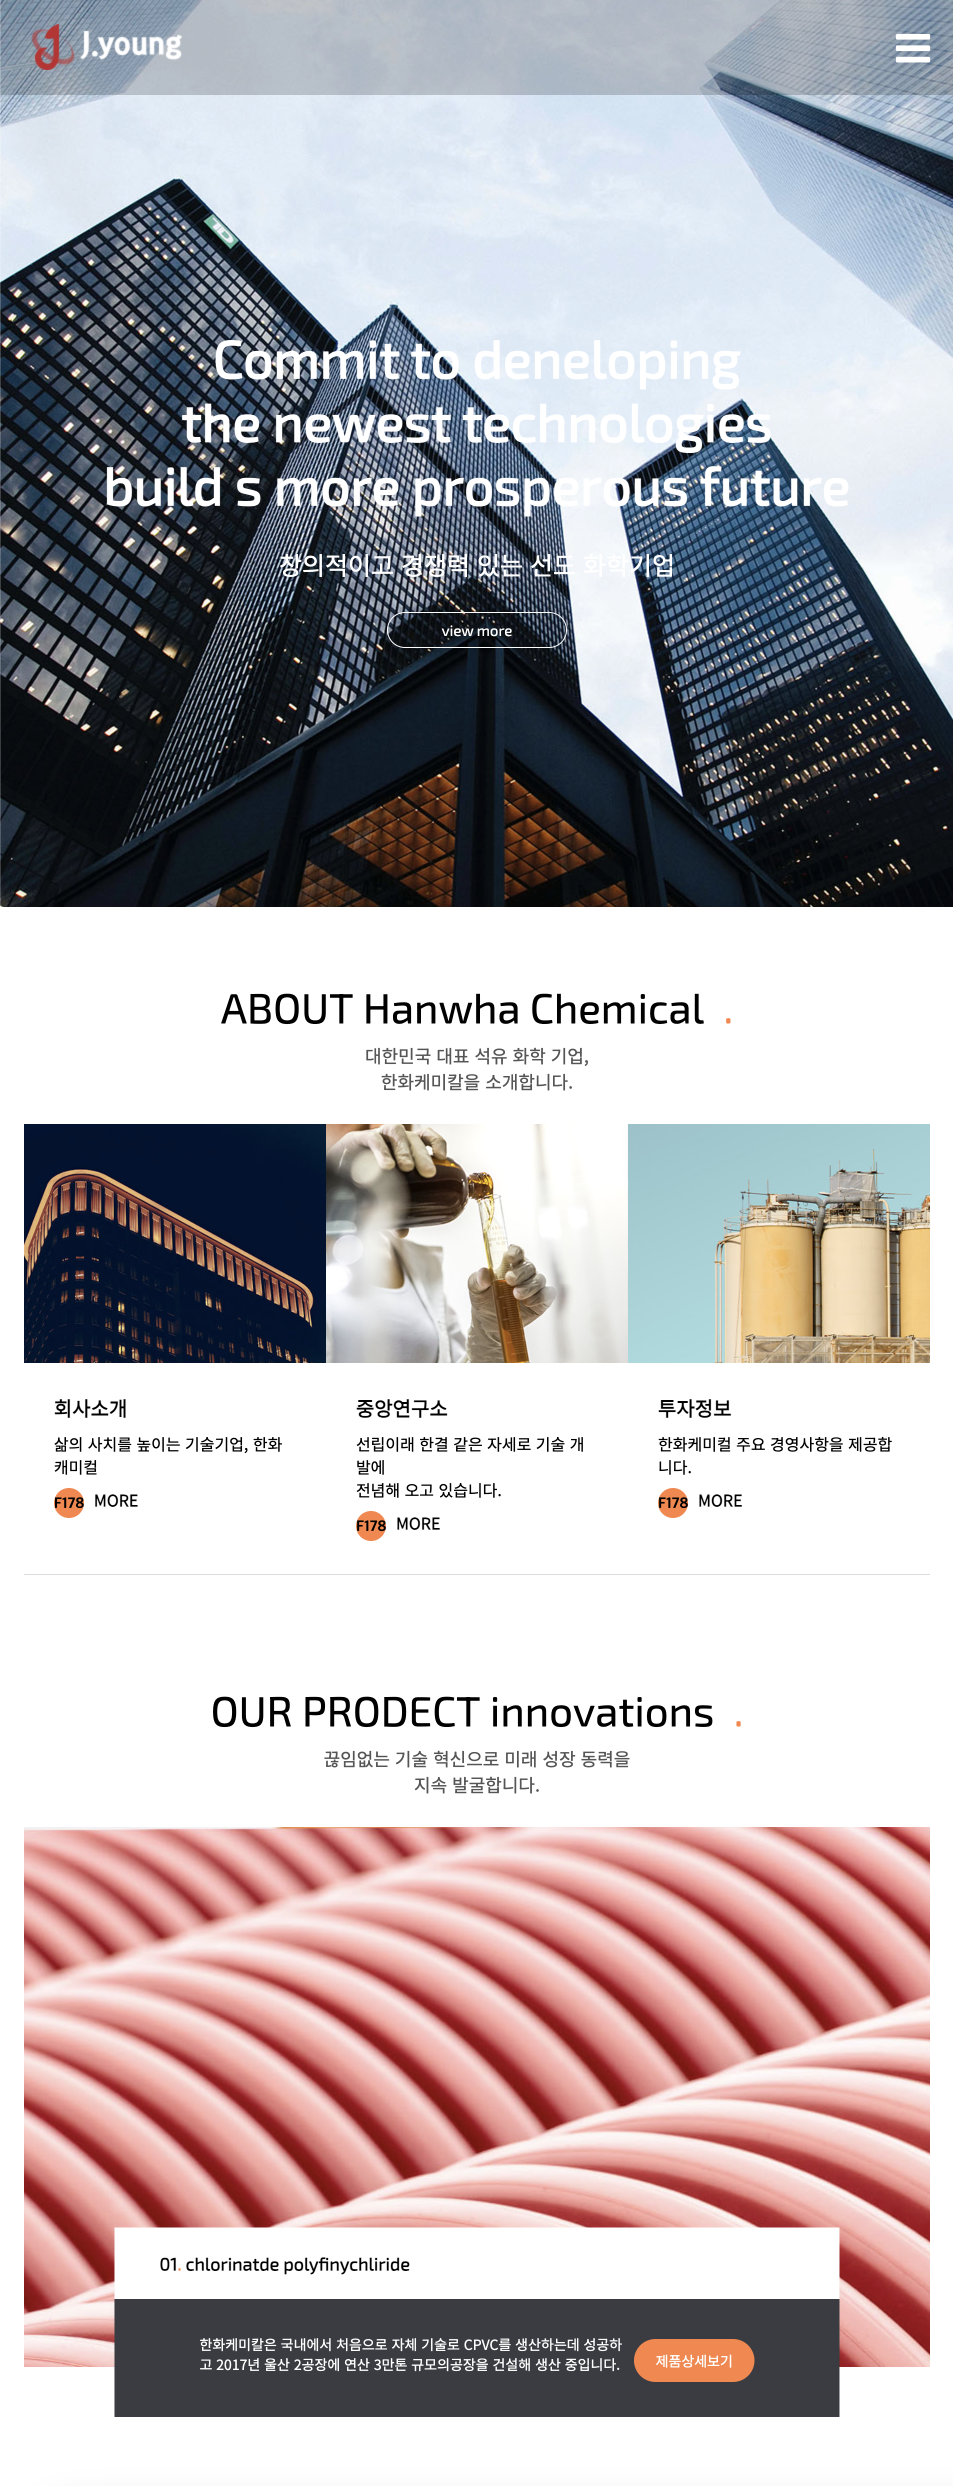 J.young
Commit to deneloping
the newest technologies
build s more prosperous future
창의적이고 경쟁력 있는 선도 화학기업
view more
ABOUT Hanwha Chemical .
대한민국 대표 석유 화학 기업,
한화케미칼을 소개합니다.
회사소개
삶의 사치를 높이는 기술기업, 한화
캐미컬
F178 MORE
중앙연구소
선립이래 한결 같은 자세로 기술 개
발에
전념해 오고 있습니다.
F178 MORE
투자정보
한화케미컬 주요 경영사항을 제공합
니다.
F178 MORE
OUR PRODECT innovations .
끊임없는 기술 혁신으로 미래 성장 동력을
지속 발굴합니다.
01. chlorinatde polyfinychliride
한화케미칼은 국내에서 처음으로 자체 기술로 CPVC를 생산하는데 성공하
고 2017년 울산 2공장에 연산 3만톤 규모의공장을 건설해 생산 중입니다.
제품상세보기